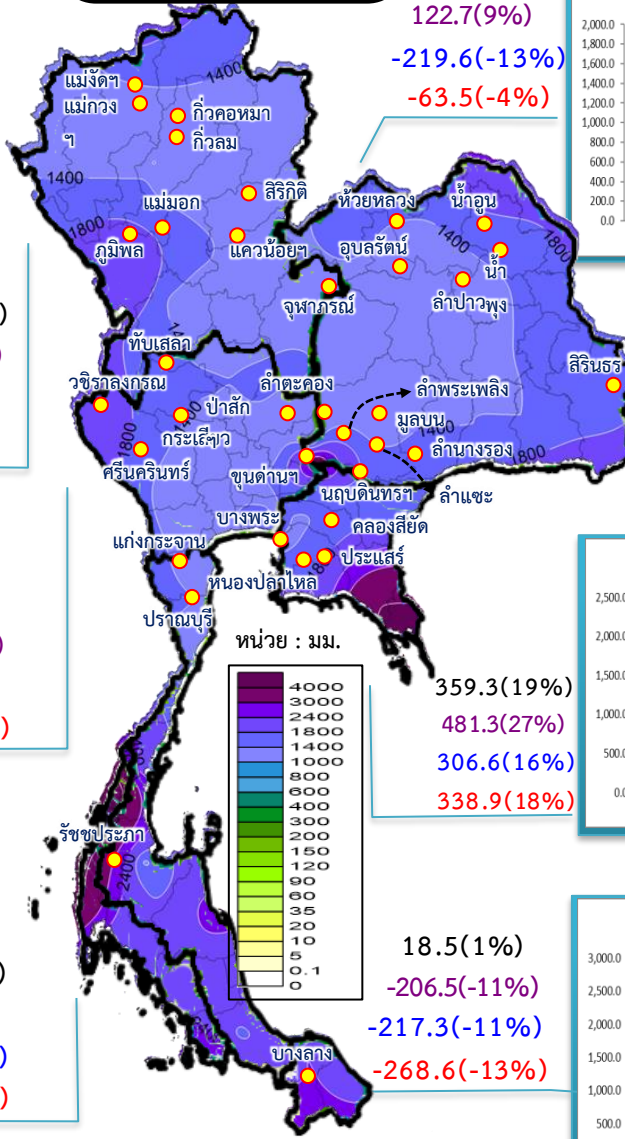 122.7(9%)
-219.6(-13%)
-63.5(-4%)
2,000.0
1,800.0
1,600.0
1,400.0
1,200.0
1,000.0
800.0
600.0
400.0
200.0
0.0
1400
แม่งัดฯ
แม่กวง
ฯ
กิ่วคอหมา
กิ่วลม
1400
สิริกิติ
แม่มอก
1800
ภูมิพล
แควน้อยฯ
ห้วยหลวง
น้ำอูน
1400
1800
อุบลรัตน์
น้ำ
พุง
ลำปาว
จุฬาภรณ์
ทับเสลา
สิรินธร
วชิราลงกรณ
ลำตะคอง
ลำพระเพลิง
ป่าสัก
มูลบน
1400
1400
กระเสียว
1800
1800
ศรีนครินทร์
ลำนางรอง
ขุนด่านฯ
นฤบดินทรฯ
ลำแซะ
บางพระ
คลองสียัด
แก่งกระจาน
ประแสร์
หนองปลาไหล
ปราณบุรี
หน่วย : มม.
4000
3000
2400
1800
1400
1000
800
600
400
300
200
150
120
90
60
35
20
10
5
0.1
0
359.3(19%)
481.3(27%)
306.6(16%)
338.9(18%)
2,500.0
2,000.0
1,500.0
1,000.0
500.0
0.0
รัชชประภา
2400
18.5(1%)
-206.5(-11%)
-217.3(-11%)
-268.6(-13%)
บางลาง
3,000.0
2,500.0
2,000.0
1,500.0
1,000.0
500.0